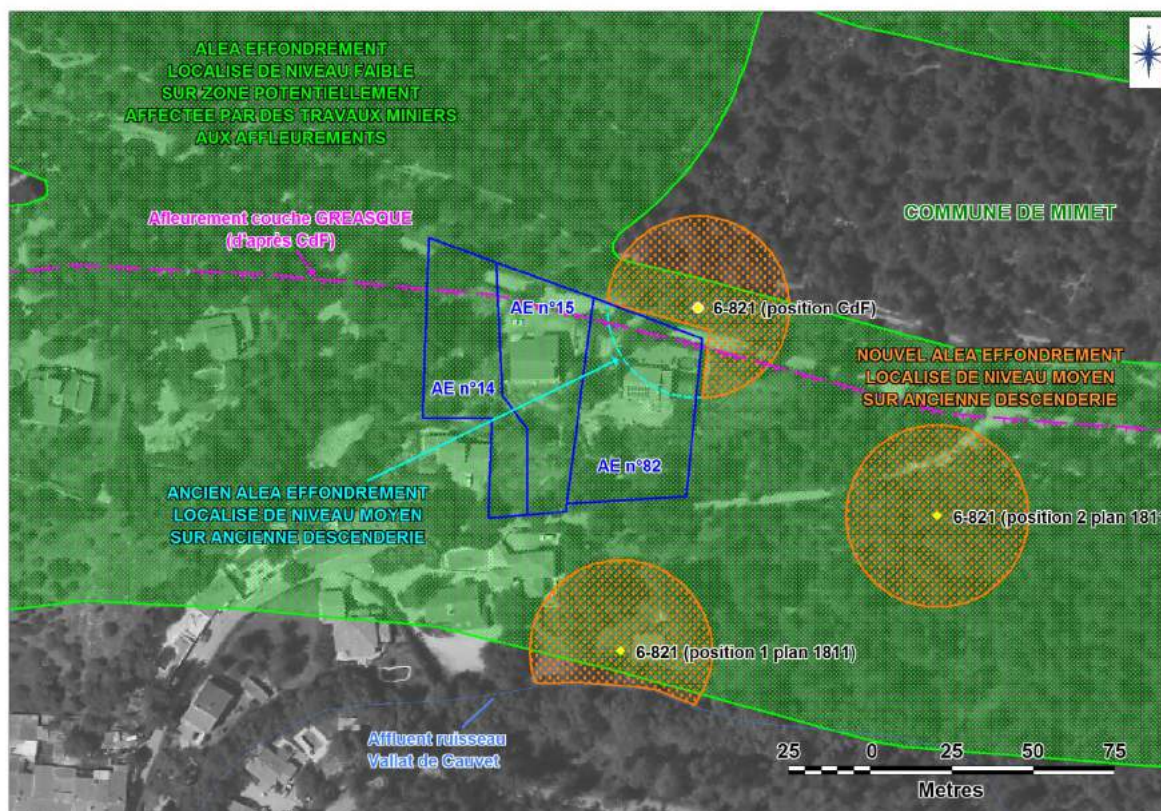 ALEA EFFONDREMENT
LOCALISE DE NIVEAU FAIBLE
SUR ZONE POTENTIELLEMENT
AFFECTEE PAR DES TRAVAUX MINIERS
AUX AFFLEUREMENTS
COMMUNE DE MIMET
Afleurement couche GREASQUE
(d'après CdF)
AE n°15
6-821 (position CdF)
NOUVEL ALEA EFFONDREMENT
LOCALISE DE NIVEAU MOYEN
SUR ANCIENNE DESCENDERIE
AE n°14
AE n°82
ANCIEN ALEA EFFONDREMENT
LOCALISE DE NIVEAU MOYEN
SUR ANCIENNE DESCENDERIE
6-821 (position 2 plan 1811
6-821 (position 1 plan 1811)
Affluent ruisseau
Vallat de Cauvet
25 0 25 50 75
Metres